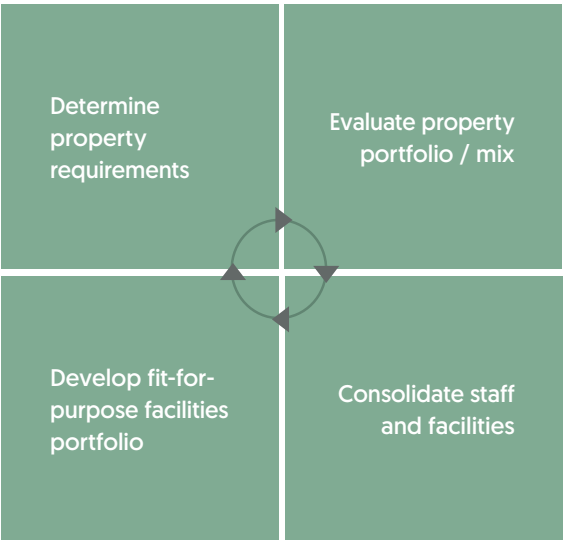 Determine
property
requirements
Evaluate property
portfolio / mix
Develop fit-for-
purpose facilities
portfolio
Consolidate staff
and facilities